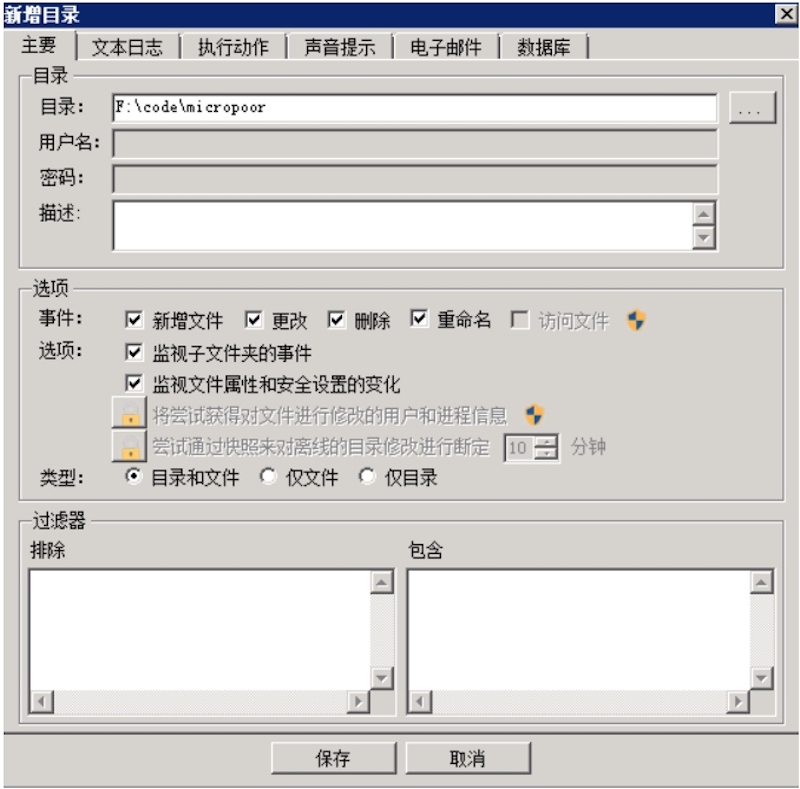 新增目录
主要 文本日志 执行动作 声音提示 电子邮件 数据库
目录
目录: F:\code\micropoor ...
用户名:
密码:
描述:
选项
事件: 新增文件 更改 删除 重命名 访问文件
选项: 监视子文件夹的事件
监视文件属性和安全设置的变化
将尝试获得对文件进行修改的用户和进程信息
尝试通过快照来对离线的目录修改进行断定 10 分钟
类型: 目录和文件 仅文件 仅目录
过滤器
排除 包含
保存 取消